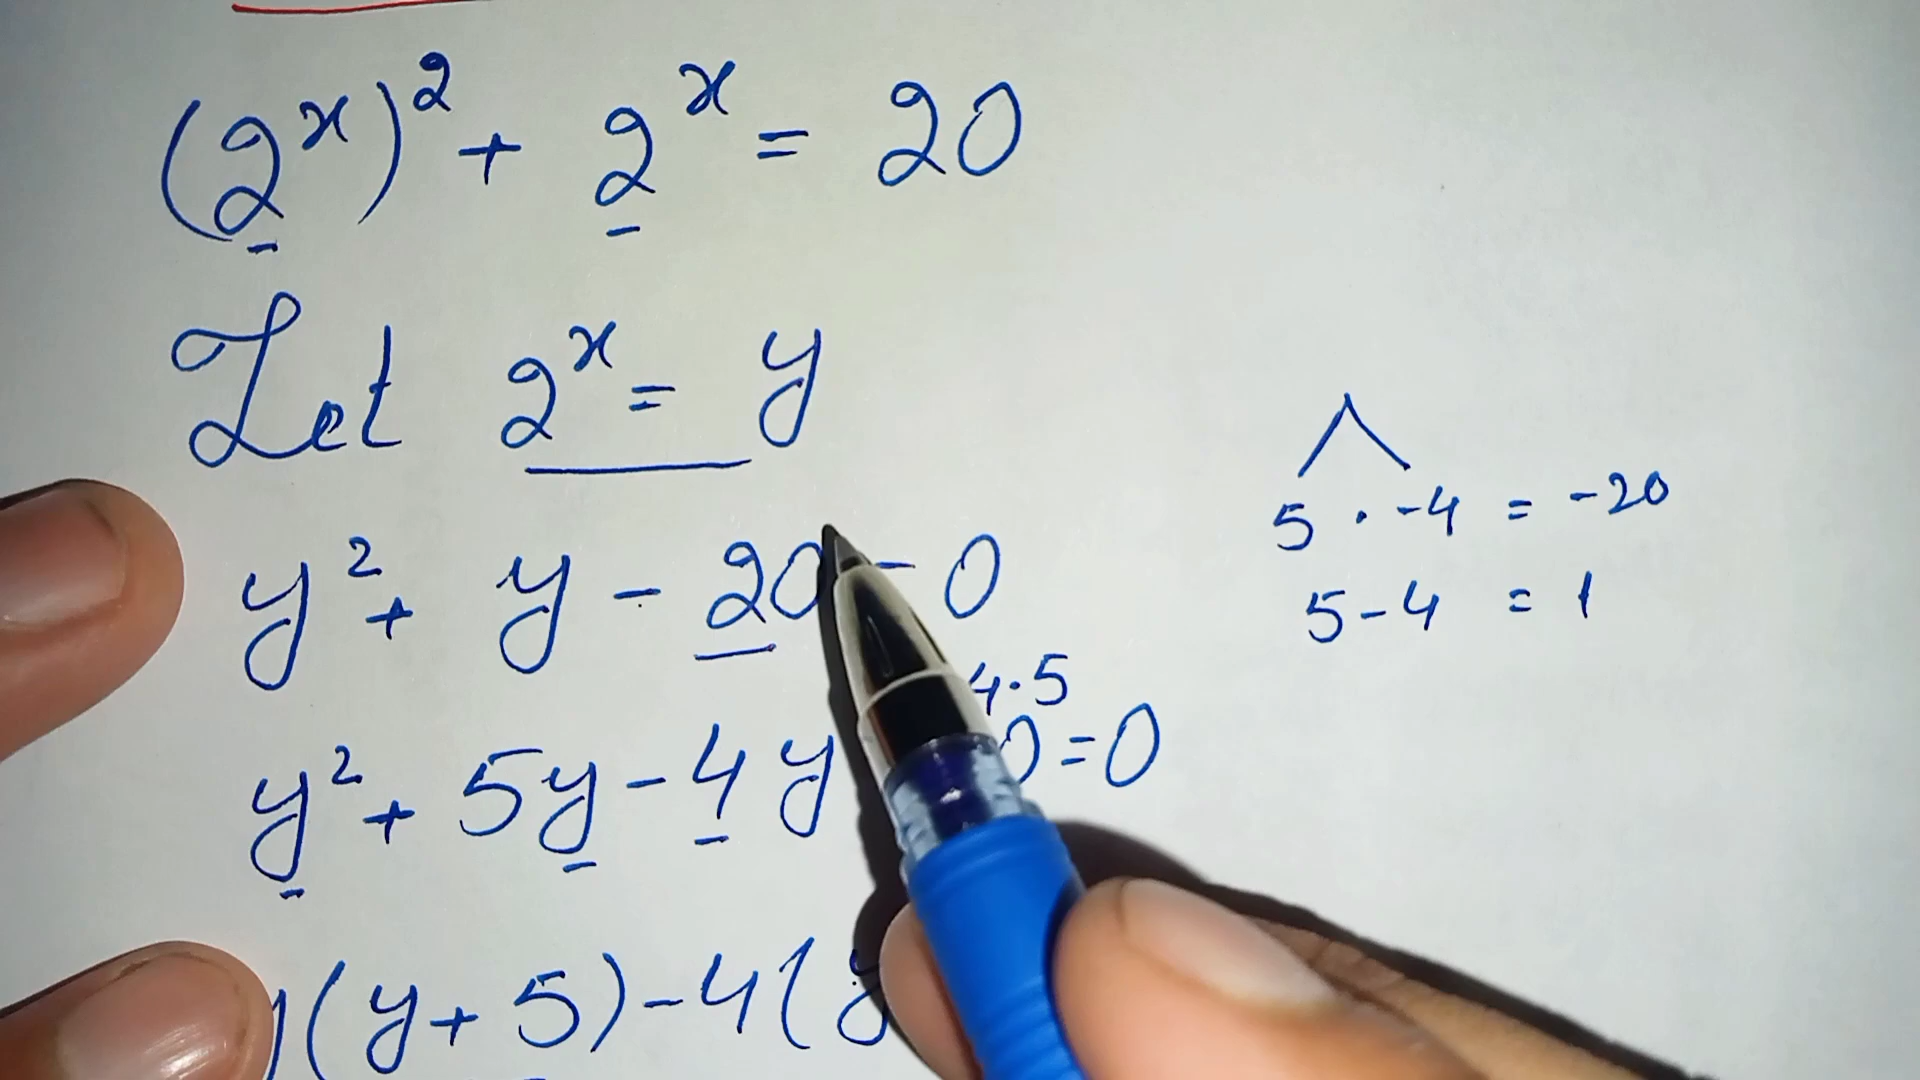 (2^x)^2 + 2^x = 20
Let 2^x = y
5 · -4 = -20
y^2 + y - 20 = 0
5 - 4 = 1
4·5
y^2 + 5y - 4y 0 = 0
(y + 5) - 4(y